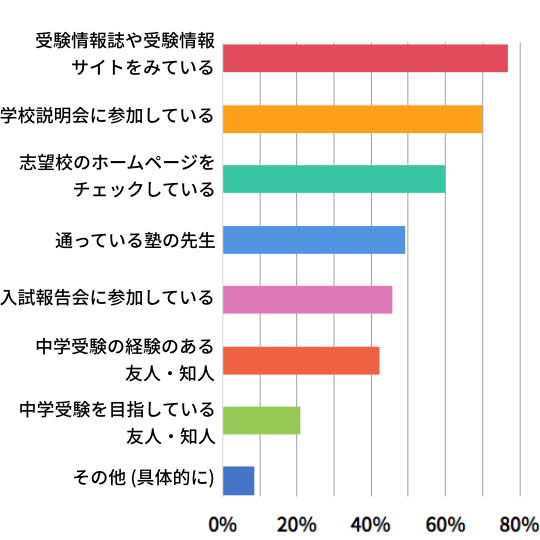 受験情報誌や受験情報
サイトをみている
学校説明会に参加している
志望校のホームページを
チェックしている
通っている塾の先生
入試報告会に参加している
中学受験の経験のある
友人・知人
中学受験を目指している
友人・知人
その他 (具体的に)
0% 20% 40% 60% 80%